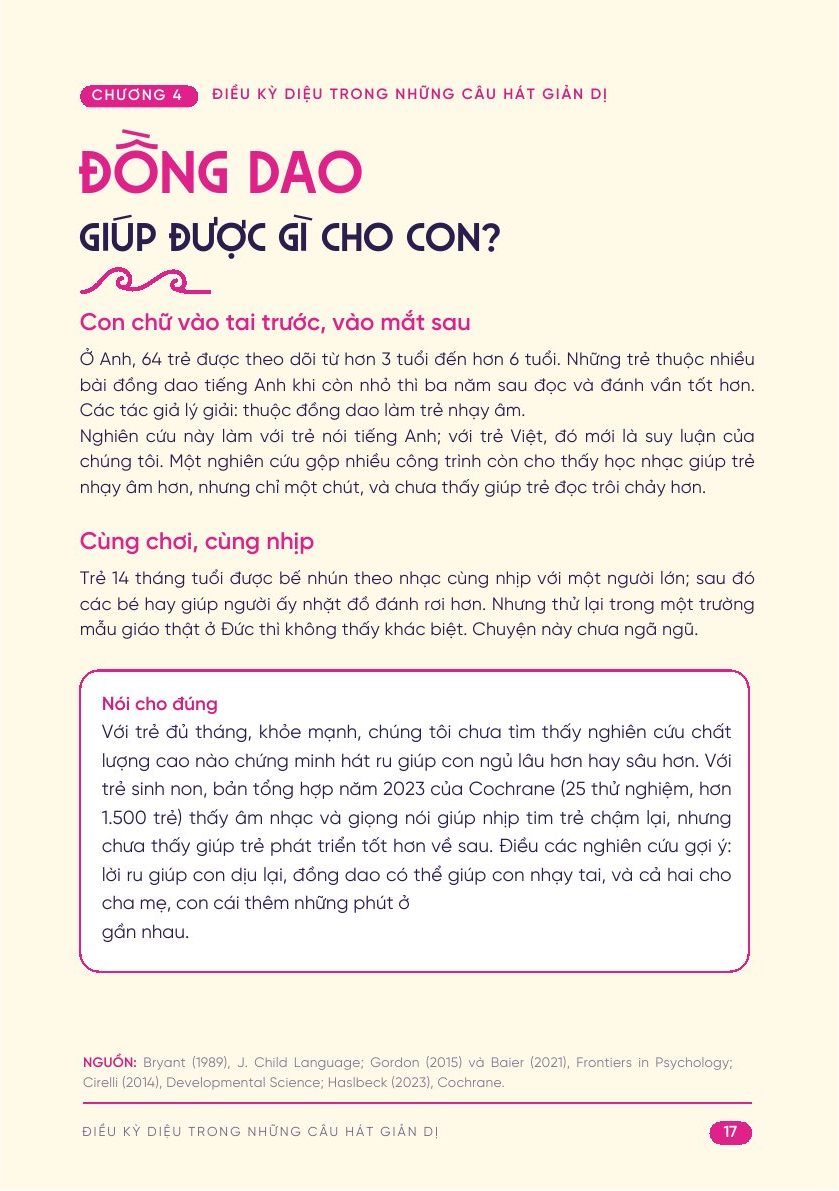 CHƯƠNG 4 ĐIỀU KỲ DIỆU TRONG NHỮNG CÂU HÁT GIẢN DỊ
ĐỒNG DAO
GIÚP ĐƯỢC GÌ CHO CON?
Con chữ vào tai trước, vào mắt sau
Ở Anh, 64 trẻ được theo dõi từ hơn 3 tuổi đến hơn 6 tuổi. Những trẻ thuộc nhiều
bài đồng dao tiếng Anh khi còn nhỏ thì ba năm sau đọc và đánh vần tốt hơn.
Các tác giả lý giải: thuộc đồng dao làm trẻ nhạy âm.
Nghiên cứu này làm với trẻ nói tiếng Anh; với trẻ Việt, đó mới là suy luận của
chúng tôi. Một nghiên cứu gộp nhiều công trình còn cho thấy học nhạc giúp trẻ
nhạy âm hơn, nhưng chỉ một chút, và chưa thấy giúp trẻ đọc trôi chảy hơn.
Cùng chơi, cùng nhịp
Trẻ 14 tháng tuổi được bế nhún theo nhạc cùng nhịp với một người lớn; sau đó
các bé hay giúp người ấy nhặt đồ đánh rơi hơn. Nhưng thử lại trong một trường
mẫu giáo thật ở Đức thì không thấy khác biệt. Chuyện này chưa ngã ngũ.
Nói cho đúng
Với trẻ đủ tháng, khỏe mạnh, chúng tôi chưa tìm thấy nghiên cứu chất
lượng cao nào chứng minh hát ru giúp con ngủ lâu hơn hay sâu hơn. Với
trẻ sinh non, bản tổng hợp năm 2023 của Cochrane (25 thử nghiệm, hơn
1.500 trẻ) thấy âm nhạc và giọng nói giúp nhịp tim trẻ chậm lại, nhưng
chưa thấy giúp trẻ phát triển tốt hơn về sau. Điều các nghiên cứu gợi ý:
lời ru giúp con dịu lại, đồng dao có thể giúp con nhạy tai, và cả hai cho
cha mẹ, con cái thêm những phút ở
gần nhau.
NGUỒN: Bryant (1989), J. Child Language; Gordon (2015) và Baier (2021), Frontiers in Psychology;
Cirelli (2014), Developmental Science; Haslbeck (2023), Cochrane.
ĐIỀU KỲ DIỆU TRONG NHỮNG CÂU HÁT GIẢN DỊ 17